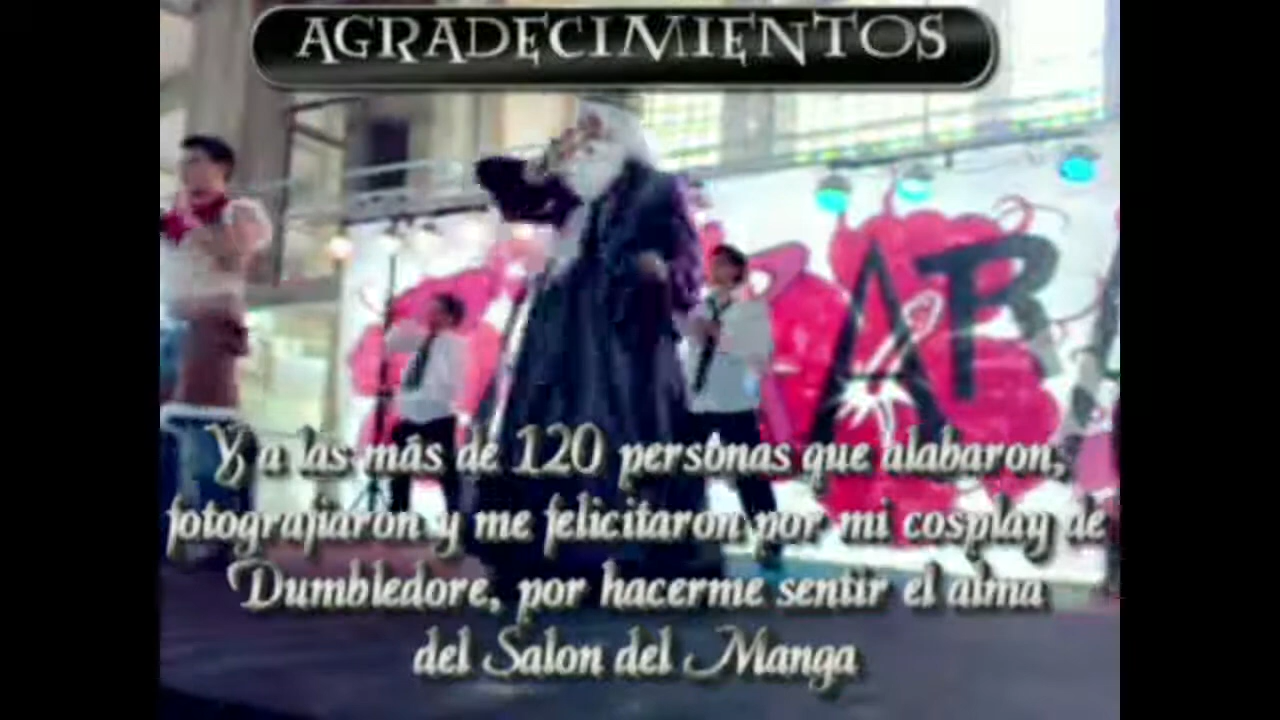 AGRADECIMIENTOS
Y a las más de 120 personas que alabaron,
fotografiaron y me felicitaron por mi cosplay de
Dumbledore, por hacerme sentir el alma
del Salon del Manga